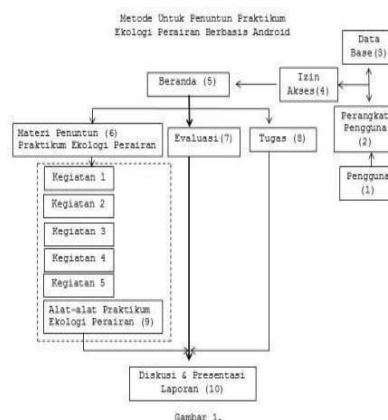 Metode Untuk Penuntun Praktikum
Ekologi Perairan Berbasis Android
Data
Base(3)
Beranda (5)
Izin
Akses(4)
Perangkat
Pengguna
(2)
Materi Penuntun (6)
Praktikum Ekologi Perairan
Evaluasi(7)
Tugas (8)
Pengguna
(1)
Kegiatan 1
Kegiatan 2
Kegiatan 3
Kegiatan 4
Kegiatan 5
Alat-alat Praktikum
Ekologi Perairan (9)
Diskusi & Presentasi
Laporan (10)
Gambar 1.